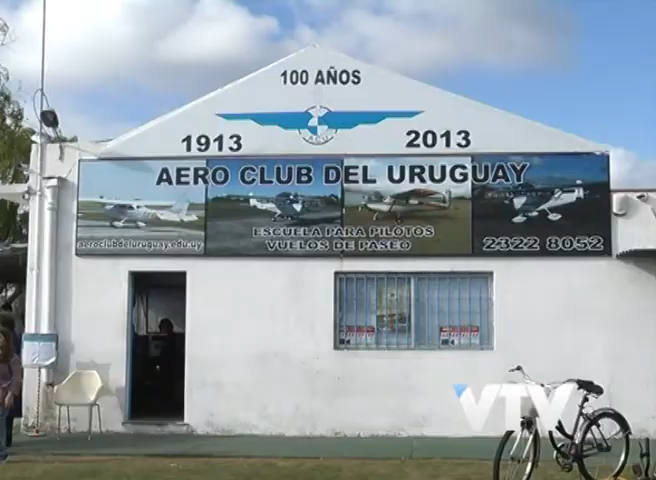 100 AÑOS
A.C.U.
1913 2013
AERO CLUB DEL URUGUAY
ESCUELA PARA PILOTOS
VUELOS DE PASEO
aeroclubdeluruguay.edu.uy
2322 8052
VTV